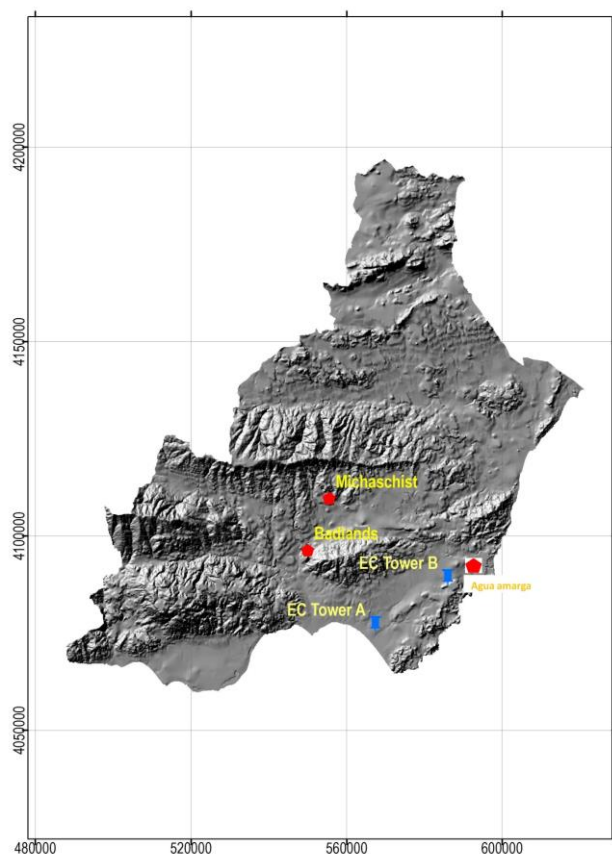 4200000
4150000
Michaschist
Badlands
4100000
EC Tower B
Agua amarga
EC Tower A
4050000
480000
520000
560000
600000